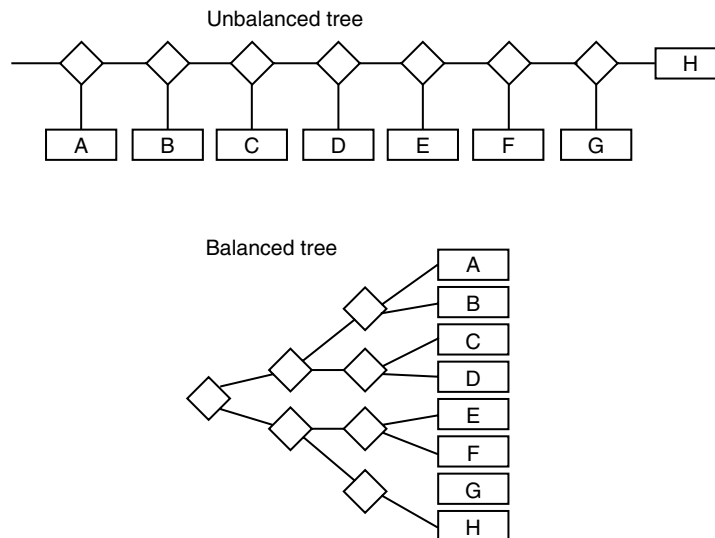 Unbalanced tree
H
A B C D E F G
Balanced tree
A
B
C
D
E
F
G
H